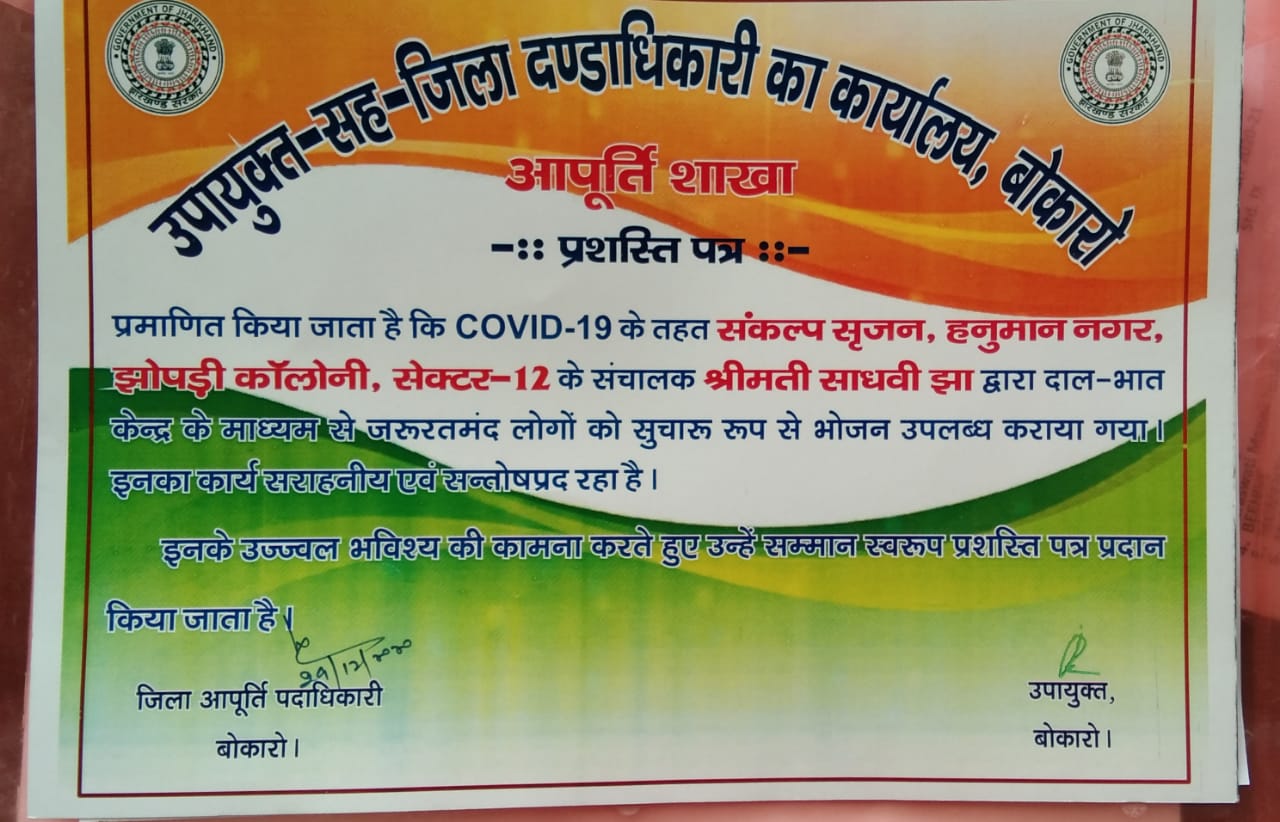 GOVERNMENT OF JHARKHAND
झारखण्ड सरकार
GOVERNMENT OF JHARKHAND
झारखण्ड सरकार
उपायुक्त-सह-जिला दण्डाधिकारी का कार्यालय, बोकारो
आपूर्ति शाखा
-:: प्रशस्ति पत्र ::-
प्रमाणित किया जाता है कि COVID-19 के तहत संकल्प सृजन, हनुमान नगर,
झोपड़ी कॉलोनी, सेक्टर-12 के संचालक श्रीमती साधवी झा द्वारा दाल-भात
केन्द्र के माध्यम से जरूरतमंद लोगों को सुचारू रूप से भोजन उपलब्ध कराया गया।
इनका कार्य सराहनीय एवं सन्तोषप्रद रहा है।
इनके उज्ज्वल भविश्य की कामना करते हुए उन्हें सम्मान स्वरूप प्रशस्ति पत्र प्रदान
किया जाता है।
जिला आपूर्ति पदाधिकारी
बोकारो।
उपायुक्त,
बोकारो।